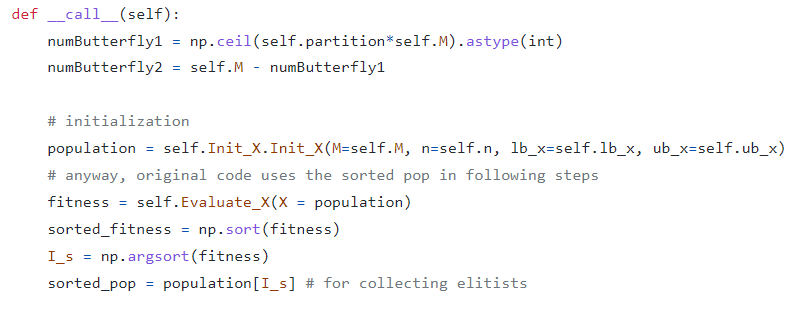 def __call__(self):
    numButterfly1 = np.ceil(self.partition*self.M).astype(int)
    numButterfly2 = self.M - numButterfly1

    # initialization
    population = self.Init_X.Init_X(M=self.M, n=self.n, lb_x=self.lb_x, ub_x=self.ub_x)
    # anyway, original code uses the sorted pop in following steps
    fitness = self.Evaluate_X(X = population)
    sorted_fitness = np.sort(fitness)
    I_s = np.argsort(fitness)
    sorted_pop = population[I_s] # for collecting elitists